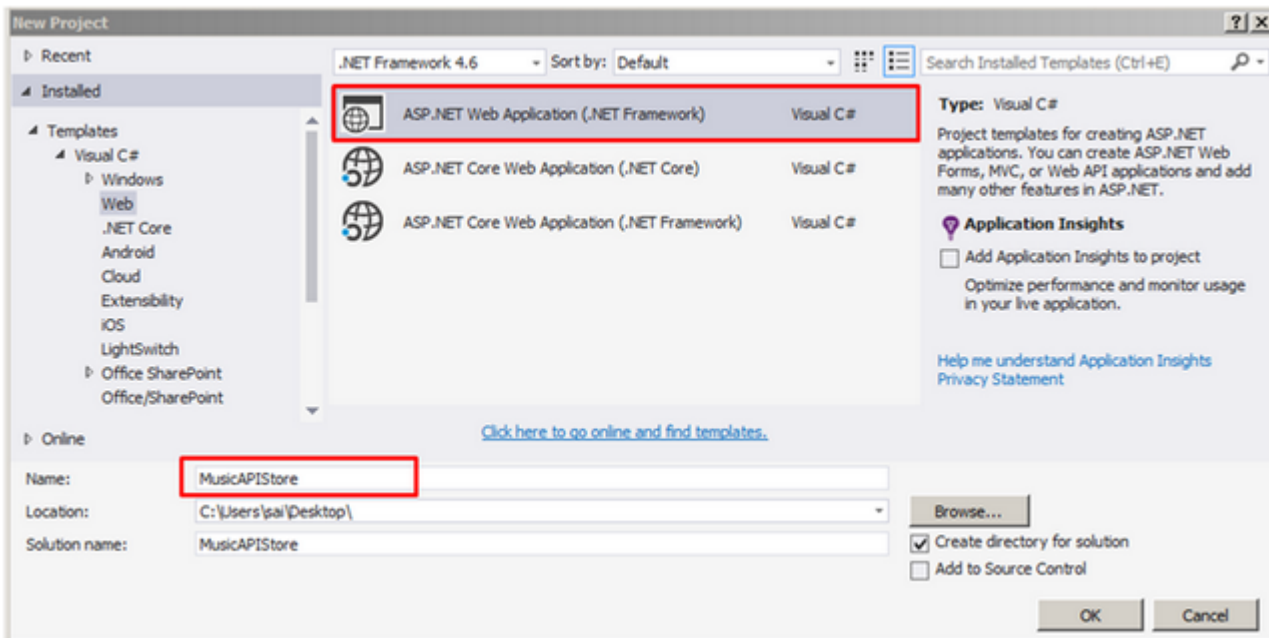 New Project
Recent
.NET Framework 4.6
Sort by: Default
Search Installed Templates (Ctrl+E)
Installed
Templates
Visual C#
Windows
Web
.NET Core
Android
Cloud
Extensibility
iOS
LightSwitch
Office SharePoint
Office/SharePoint
Online
ASP.NET Web Application (.NET Framework) Visual C#
ASP.NET Core Web Application (.NET Core) Visual C#
ASP.NET Core Web Application (.NET Framework) Visual C#
Click here to go online and find templates.
Type: Visual C#
Project templates for creating ASP.NET
applications. You can create ASP.NET Web
Forms, MVC, or Web API applications and add
many other features in ASP.NET.
Application Insights
Add Application Insights to project
Optimize performance and monitor usage
in your live application.
Help me understand Application Insights
Privacy Statement
Name: MusicAPIStore
Location: C:\Users\sai\Desktop\
Browse...
Solution name: MusicAPIStore
Create directory for solution
Add to Source Control
OK
Cancel